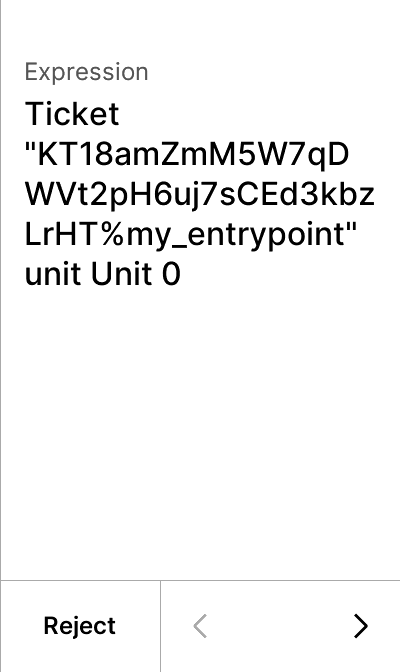 Expression
Ticket
"KT18amZmM5W7qD
WVt2pH6uj7sCEd3kbz
LrHT%my_entrypoint"
unit Unit 0
Reject